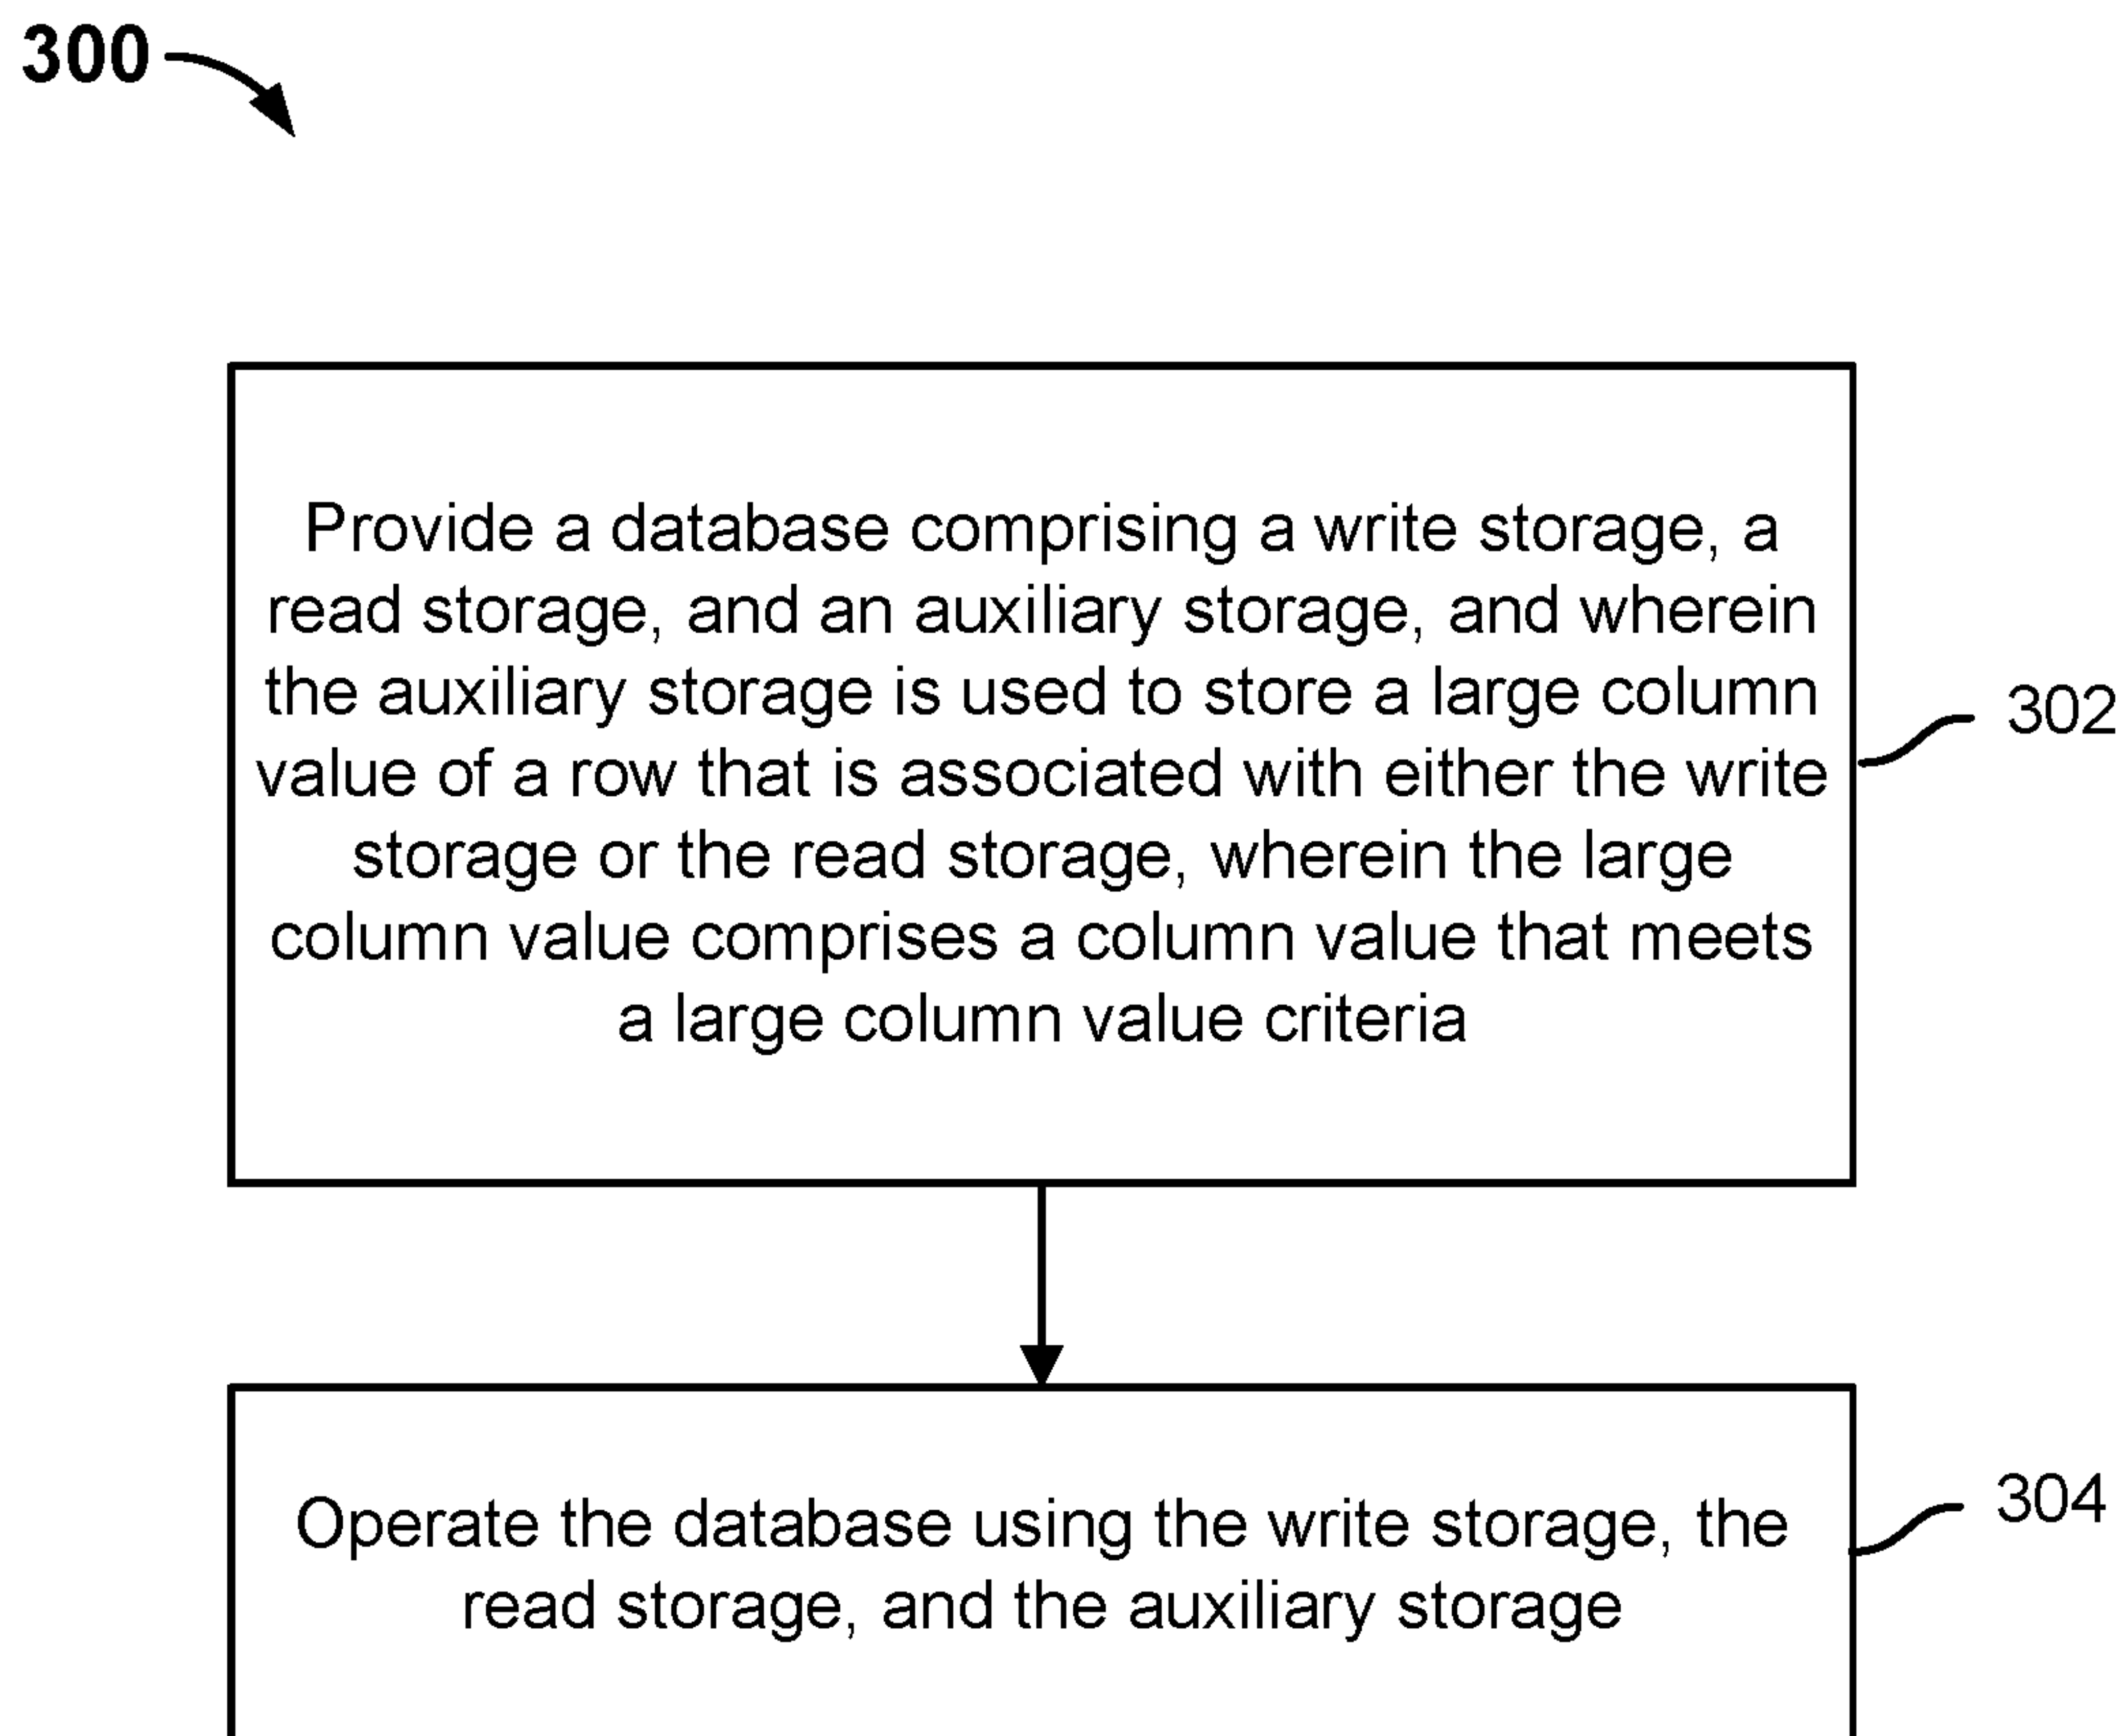 300
Provide a database comprising a write storage, a
read storage, and an auxiliary storage, and wherein
the auxiliary storage is used to store a large column
value of a row that is associated with either the write
storage or the read storage, wherein the large
column value comprises a column value that meets
a large column value criteria
302
Operate the database using the write storage, the
read storage, and the auxiliary storage
304